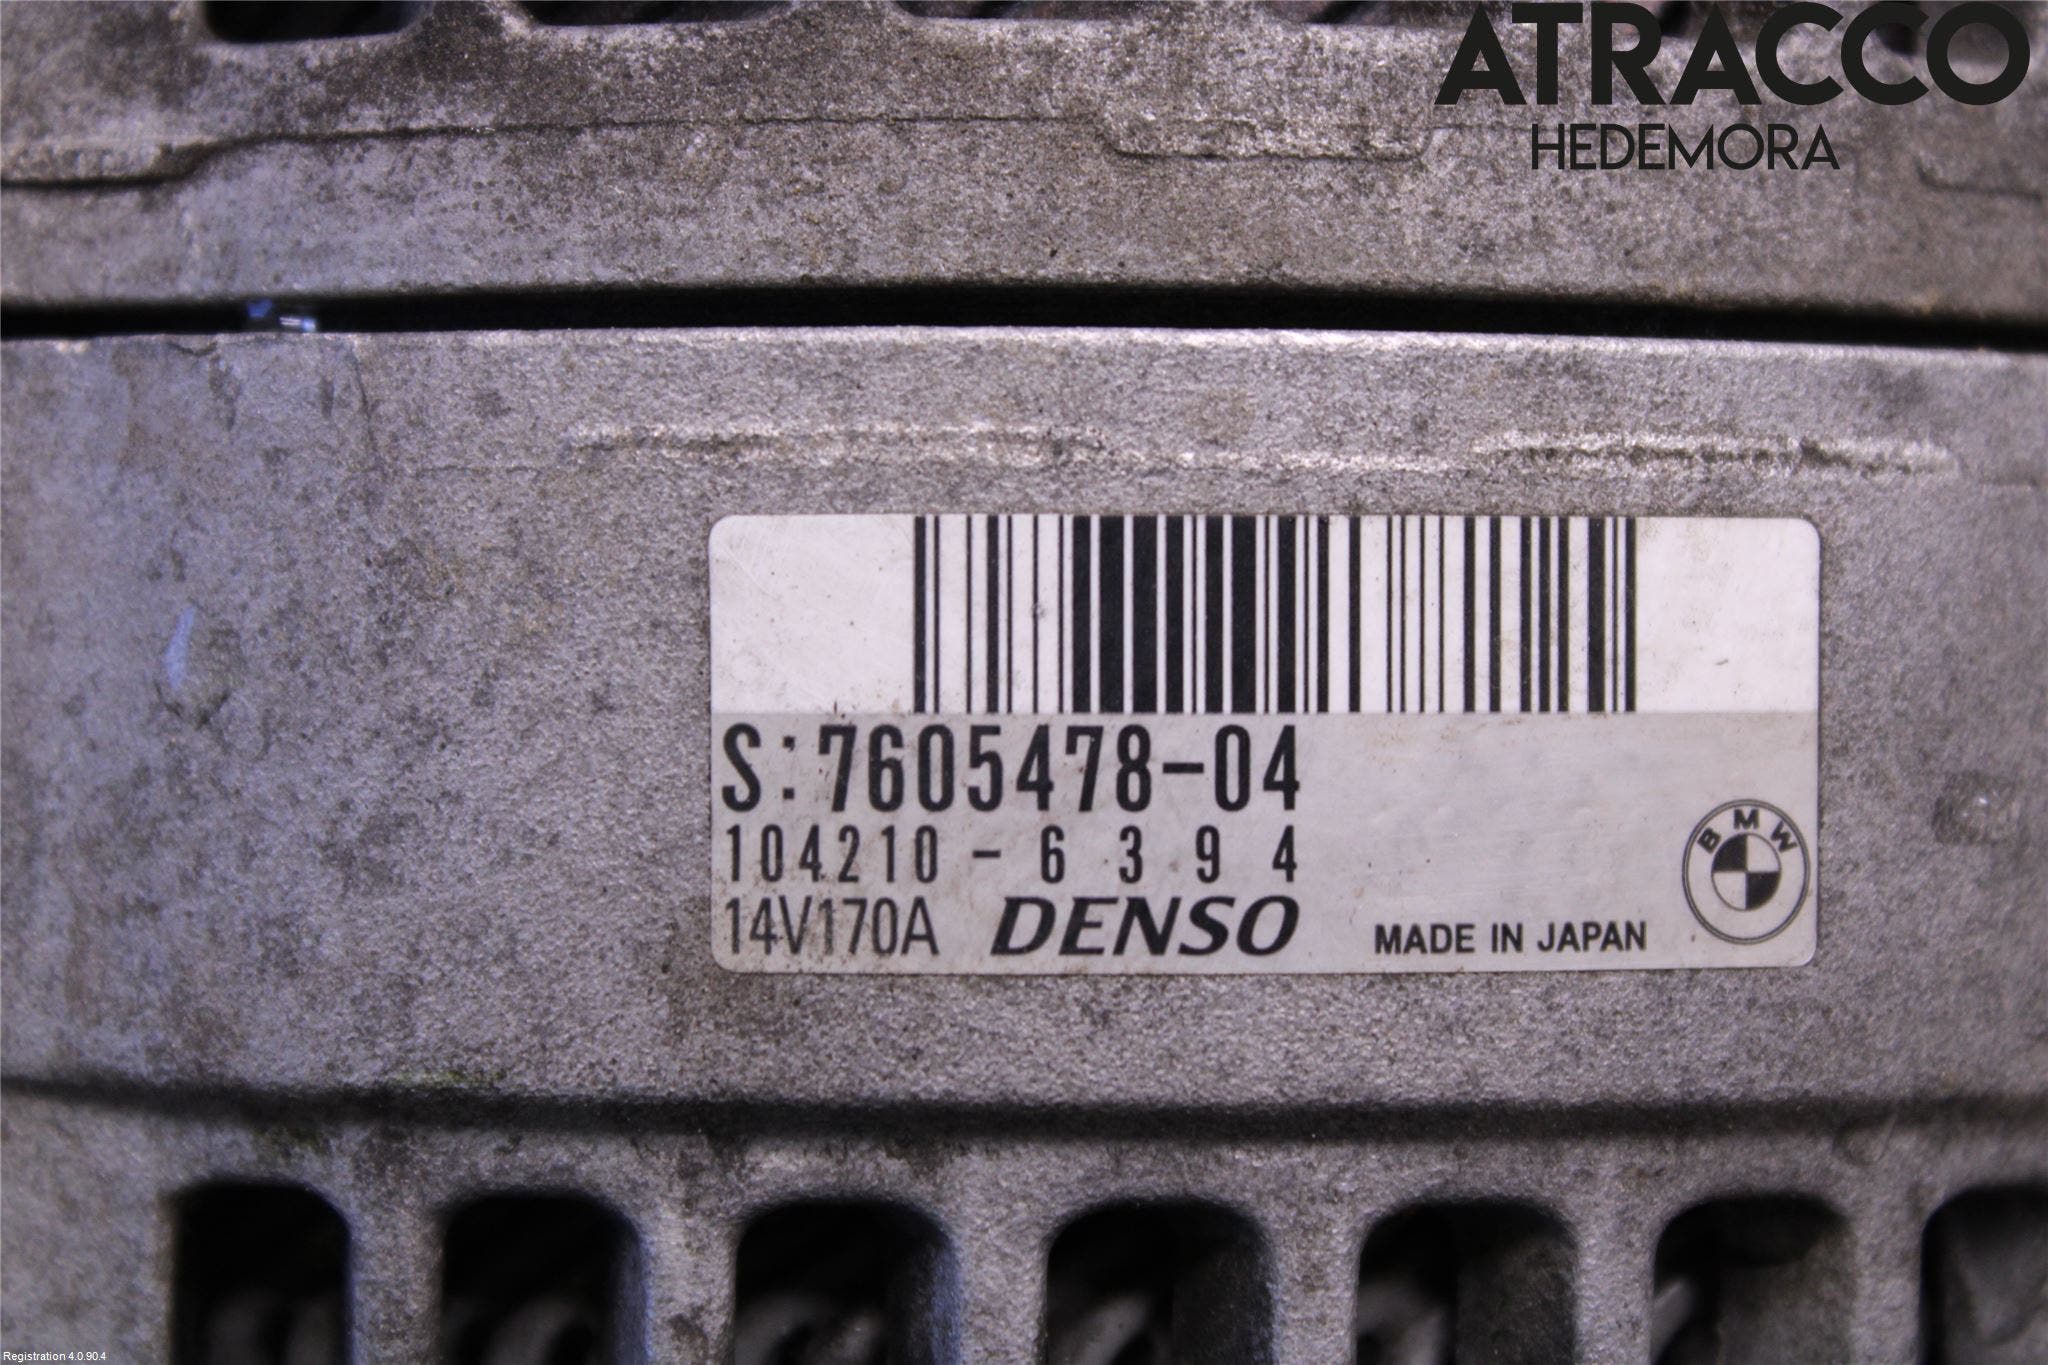 ATRACCO
HEDEMORA
S:7605478-04
104210-6394
14V170A DENSO MADE IN JAPAN
BMW
Registration 4.0.90.4